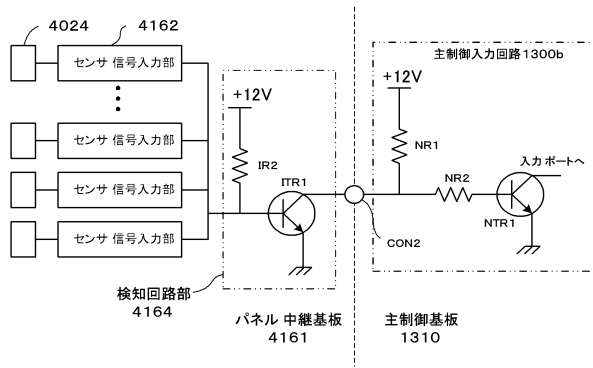 4024
4162
センサ 信号入力部
センサ 信号入力部
センサ 信号入力部
センサ 信号入力部
+12V
IR2
ITR1
検知回路部
4164
パネル 中継基板
4161
主制御入力回路1300b
+12V
NR1
NR2
入力 ポートへ
NTR1
CON2
主制御基板
1310